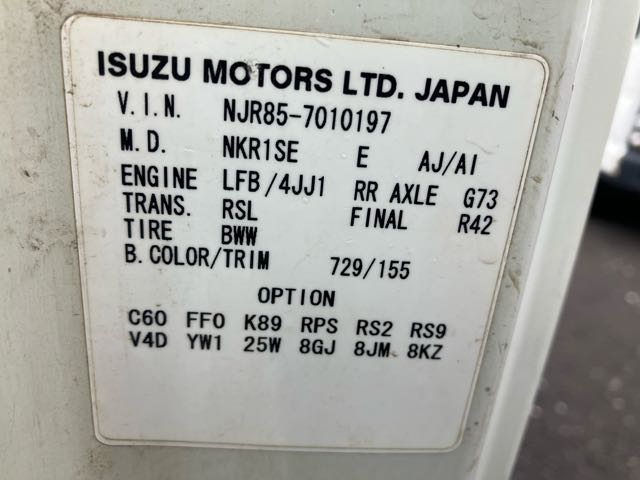 ISUZU MOTORS LTD. JAPAN
V.I.N. NJR85-7010197
M.D. NKR1SE E AJ/AI
ENGINE LFB/4JJ1 RR AXLE G73
TRANS. RSL FINAL R42
TIRE BWW
B.COLOR/TRIM 729/155
OPTION
C60 FF0 K89 RPS RS2 RS9
V4D YW1 25W 8GJ 8JM 8KZ